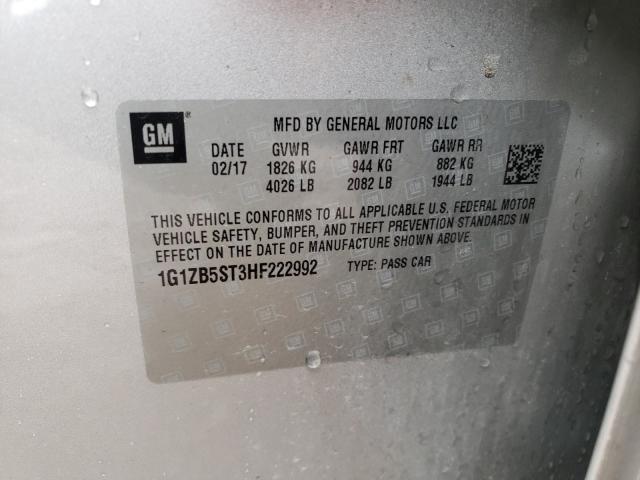 GM
MFD BY GENERAL MOTORS LLC
DATE GVWR GAWR FRT GAWR RR
02/17 1826 KG 944 KG 882 KG
4026 LB 2082 LB 1944 LB
THIS VEHICLE CONFORMS TO ALL APPLICABLE U.S. FEDERAL MOTOR
VEHICLE SAFETY, BUMPER, AND THEFT PREVENTION STANDARDS IN
EFFECT ON THE DATE OF MANUFACTURE SHOWN ABOVE.
1G1ZB5ST3HF222992 TYPE: PASS CAR